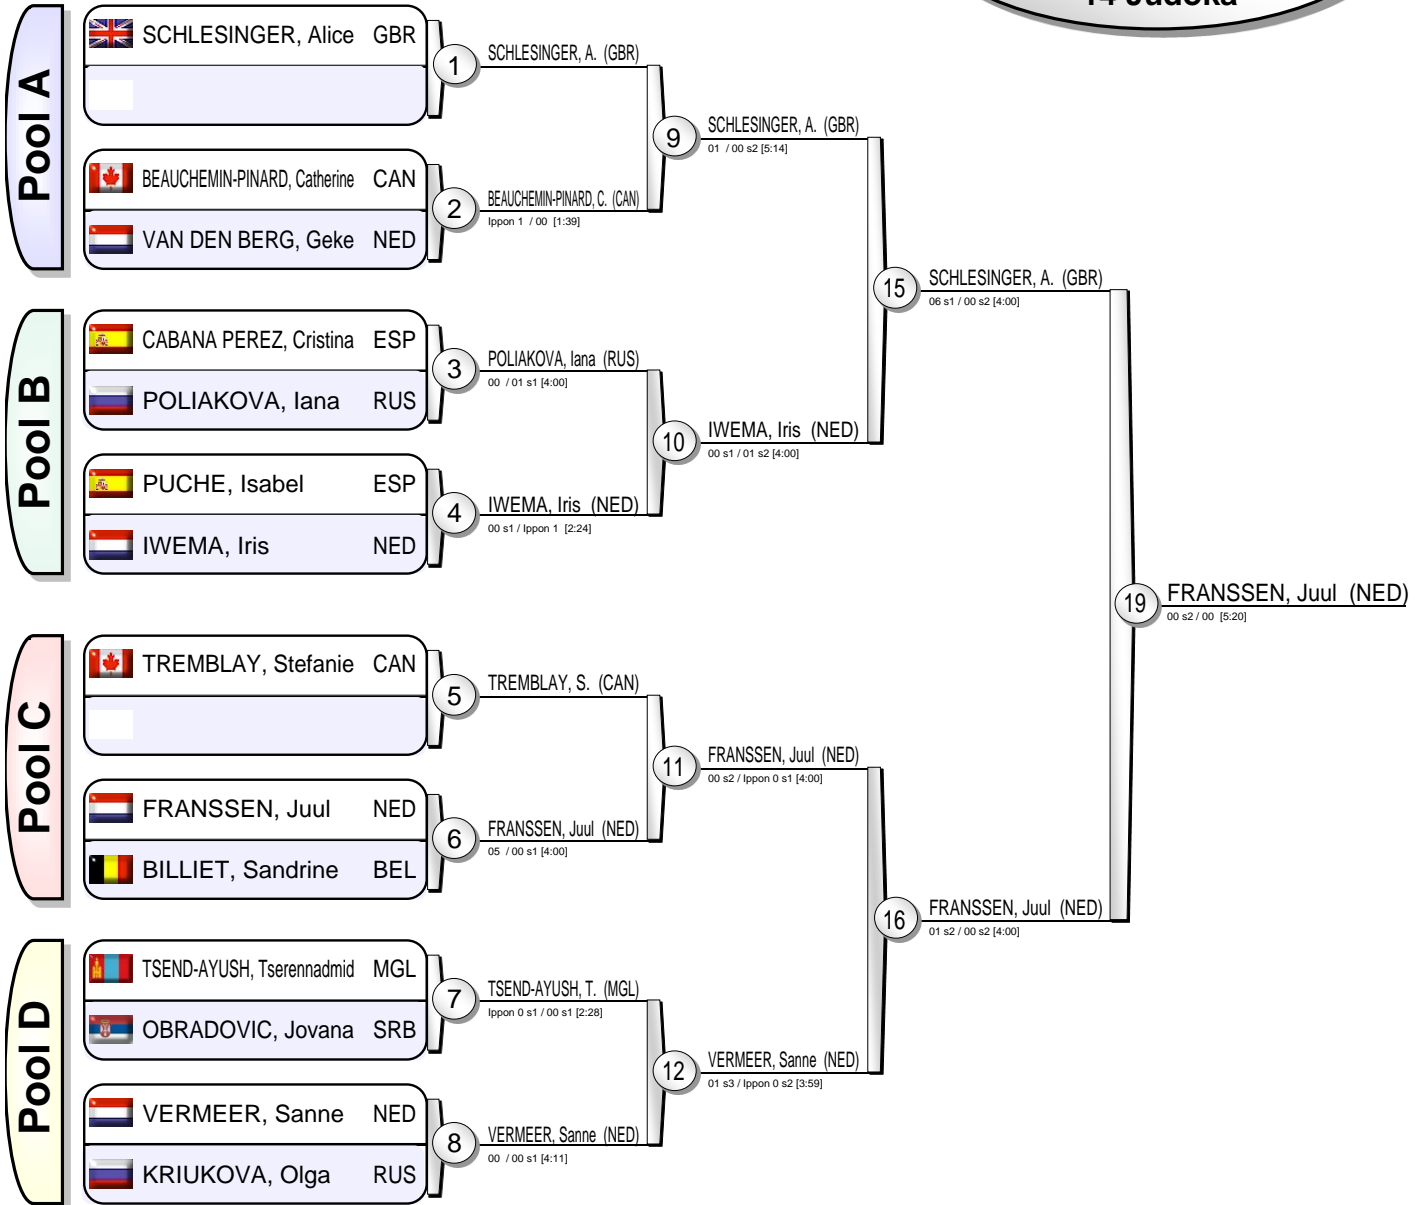 14 Judoka
Pool A
SCHLESINGER, Alice GBR
1
SCHLESINGER, A. (GBR)
BEAUCHEMIN-PINARD, Catherine CAN
VAN DEN BERG, Geke NED
2
BEAUCHEMIN-PINARD, C. (CAN)
Ippon 1 / 00 [1:39]
9
SCHLESINGER, A. (GBR)
01 / 00 s2 [5:14]
Pool B
CABANA PEREZ, Cristina ESP
POLIAKOVA, Iana RUS
3
POLIAKOVA, Iana (RUS)
00 / 01 s1 [4:00]
PUCHE, Isabel ESP
IWEMA, Iris NED
4
IWEMA, Iris (NED)
00 s1 / Ippon 1 [2:24]
10
IWEMA, Iris (NED)
00 s1 / 01 s2 [4:00]
15
SCHLESINGER, A. (GBR)
06 s1 / 00 s2 [4:00]
Pool C
TREMBLAY, Stefanie CAN
5
TREMBLAY, S. (CAN)
FRANSSEN, Juul NED
BILLIET, Sandrine BEL
6
FRANSSEN, Juul (NED)
05 / 00 s1 [4:00]
11
FRANSSEN, Juul (NED)
00 s2 / Ippon 0 s1 [4:00]
Pool D
TSEND-AYUSH, Tserennadmid MGL
OBRADOVIC, Jovana SRB
7
TSEND-AYUSH, T. (MGL)
Ippon 0 s1 / 00 s1 [2:28]
VERMEER, Sanne NED
KRIUKOVA, Olga RUS
8
VERMEER, Sanne (NED)
00 / 00 s1 [4:11]
12
VERMEER, Sanne (NED)
01 s3 / Ippon 0 s2 [3:59]
16
FRANSSEN, Juul (NED)
01 s2 / 00 s2 [4:00]
19
FRANSSEN, Juul (NED)
00 s2 / 00 [5:20]